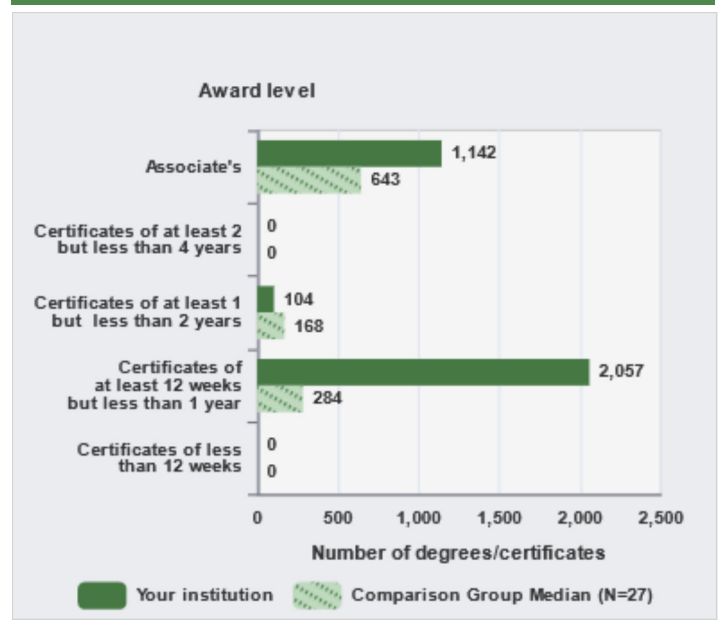 Award level
Associate's
1,142
643
Certificates of at least 2
but less than 4 years
0
0
Certificates of at least 1
but less than 2 years
104
168
Certificates of
at least 12 weeks
but less than 1 year
2,057
284
Certificates of less
than 12 weeks
0
0
0 500 1,000 1,500 2,000 2,500
Number of degrees/certificates
Your institution Comparison Group Median (N=27)